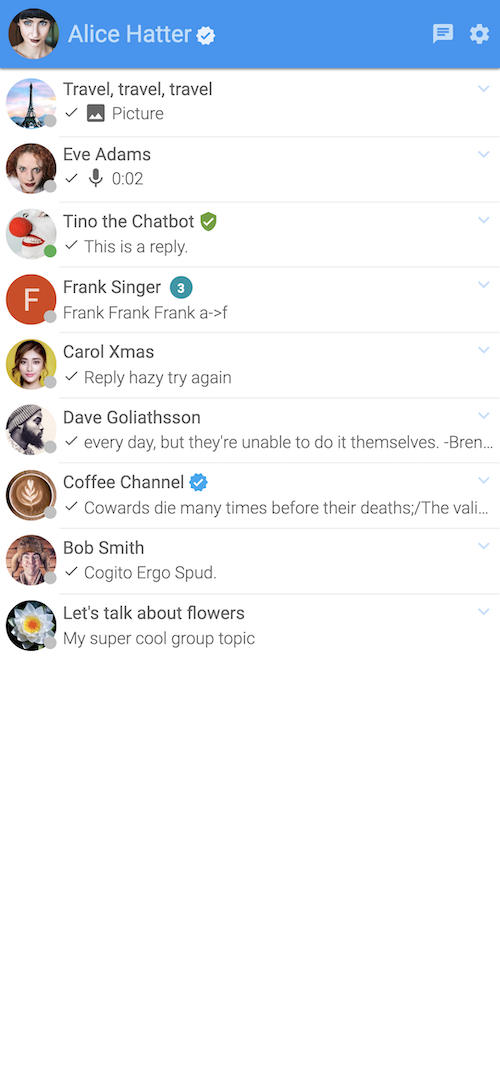 Alice Hatter
Travel, travel, travel
Picture
Eve Adams
0:02
Tino the Chatbot
This is a reply.
F
Frank Singer 3
Frank Frank Frank a->f
Carol Xmas
Reply hazy try again
Dave Goliathsson
every day, but they're unable to do it themselves. -Bren...
Coffee Channel
Cowards die many times before their deaths;/The vali...
Bob Smith
Cogito Ergo Spud.
Let's talk about flowers
My super cool group topic